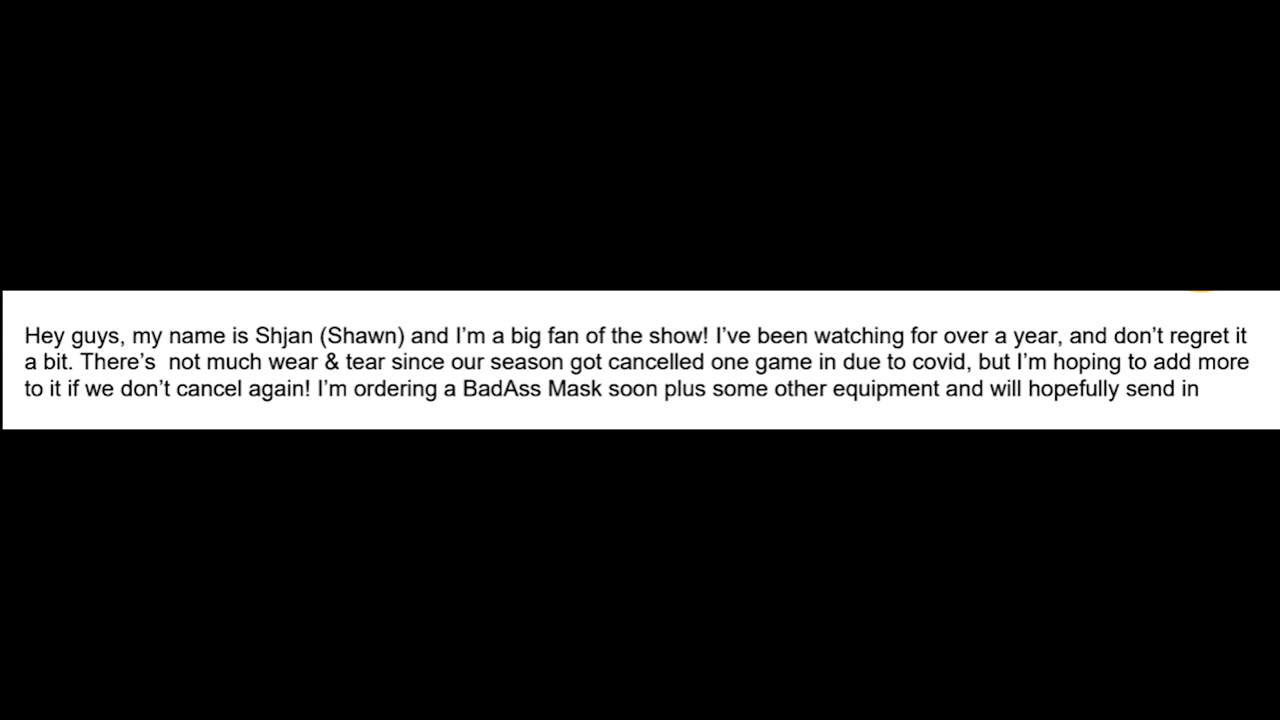 Hey guys, my name is Shjan (Shawn) and I’m a big fan of the show! I’ve been watching for over a year, and don’t regret it
a bit. There’s  not much wear & tear since our season got cancelled one game in due to covid, but I’m hoping to add more
to it if we don’t cancel again! I’m ordering a BadAss Mask soon plus some other equipment and will hopefully send in